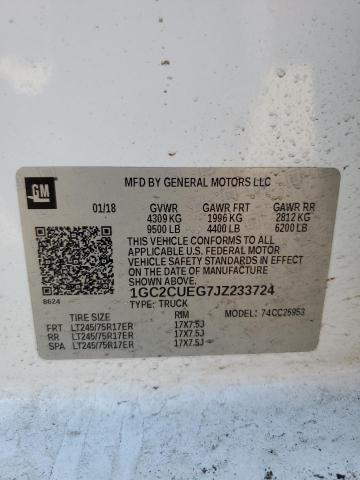 GM
MFD BY GENERAL MOTORS LLC
01/18 GVWR GAWR FRT GAWR RR
4309 KG 1996 KG 2812 KG
9500 LB 4400 LB 6200 LB
THIS VEHICLE CONFORMS TO ALL
APPLICABLE U.S. FEDERAL MOTOR
VEHICLE SAFETY STANDARDS IN
EFFECT ON THE DATE OF
MANUFACTURE SHOWN ABOVE.
1GC2CUEG7JZ233724
8624 TYPE: TRUCK
TIRE SIZE RIM MODEL: 74CC25953
FRT LT245/75R17ER 17X7.5J
RR LT245/75R17ER 17X7.5J
SPA LT245/75R17ER 17X7.5J